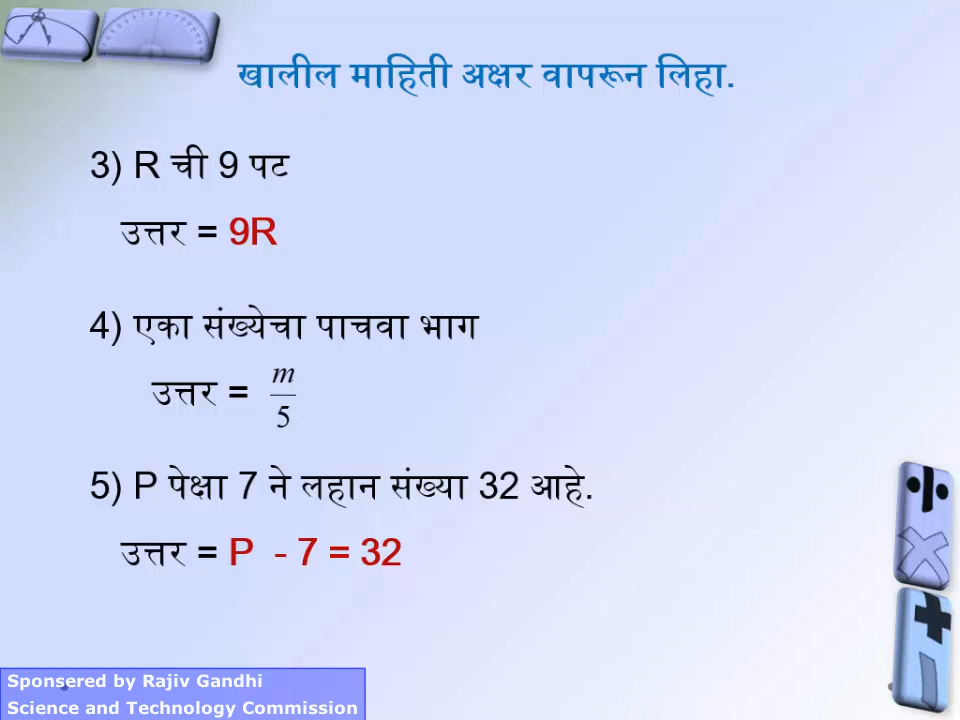 खालील माहिती अक्षर वापरून लिहा.
3) R ची 9 पट
उत्तर = 9R
4) एका संख्येचा पाचवा भाग
उत्तर = m/5
5) P पेक्षा 7 ने लहान संख्या 32 आहे.
उत्तर = P - 7 = 32
Sponsered by Rajiv Gandhi
Science and Technology Commission